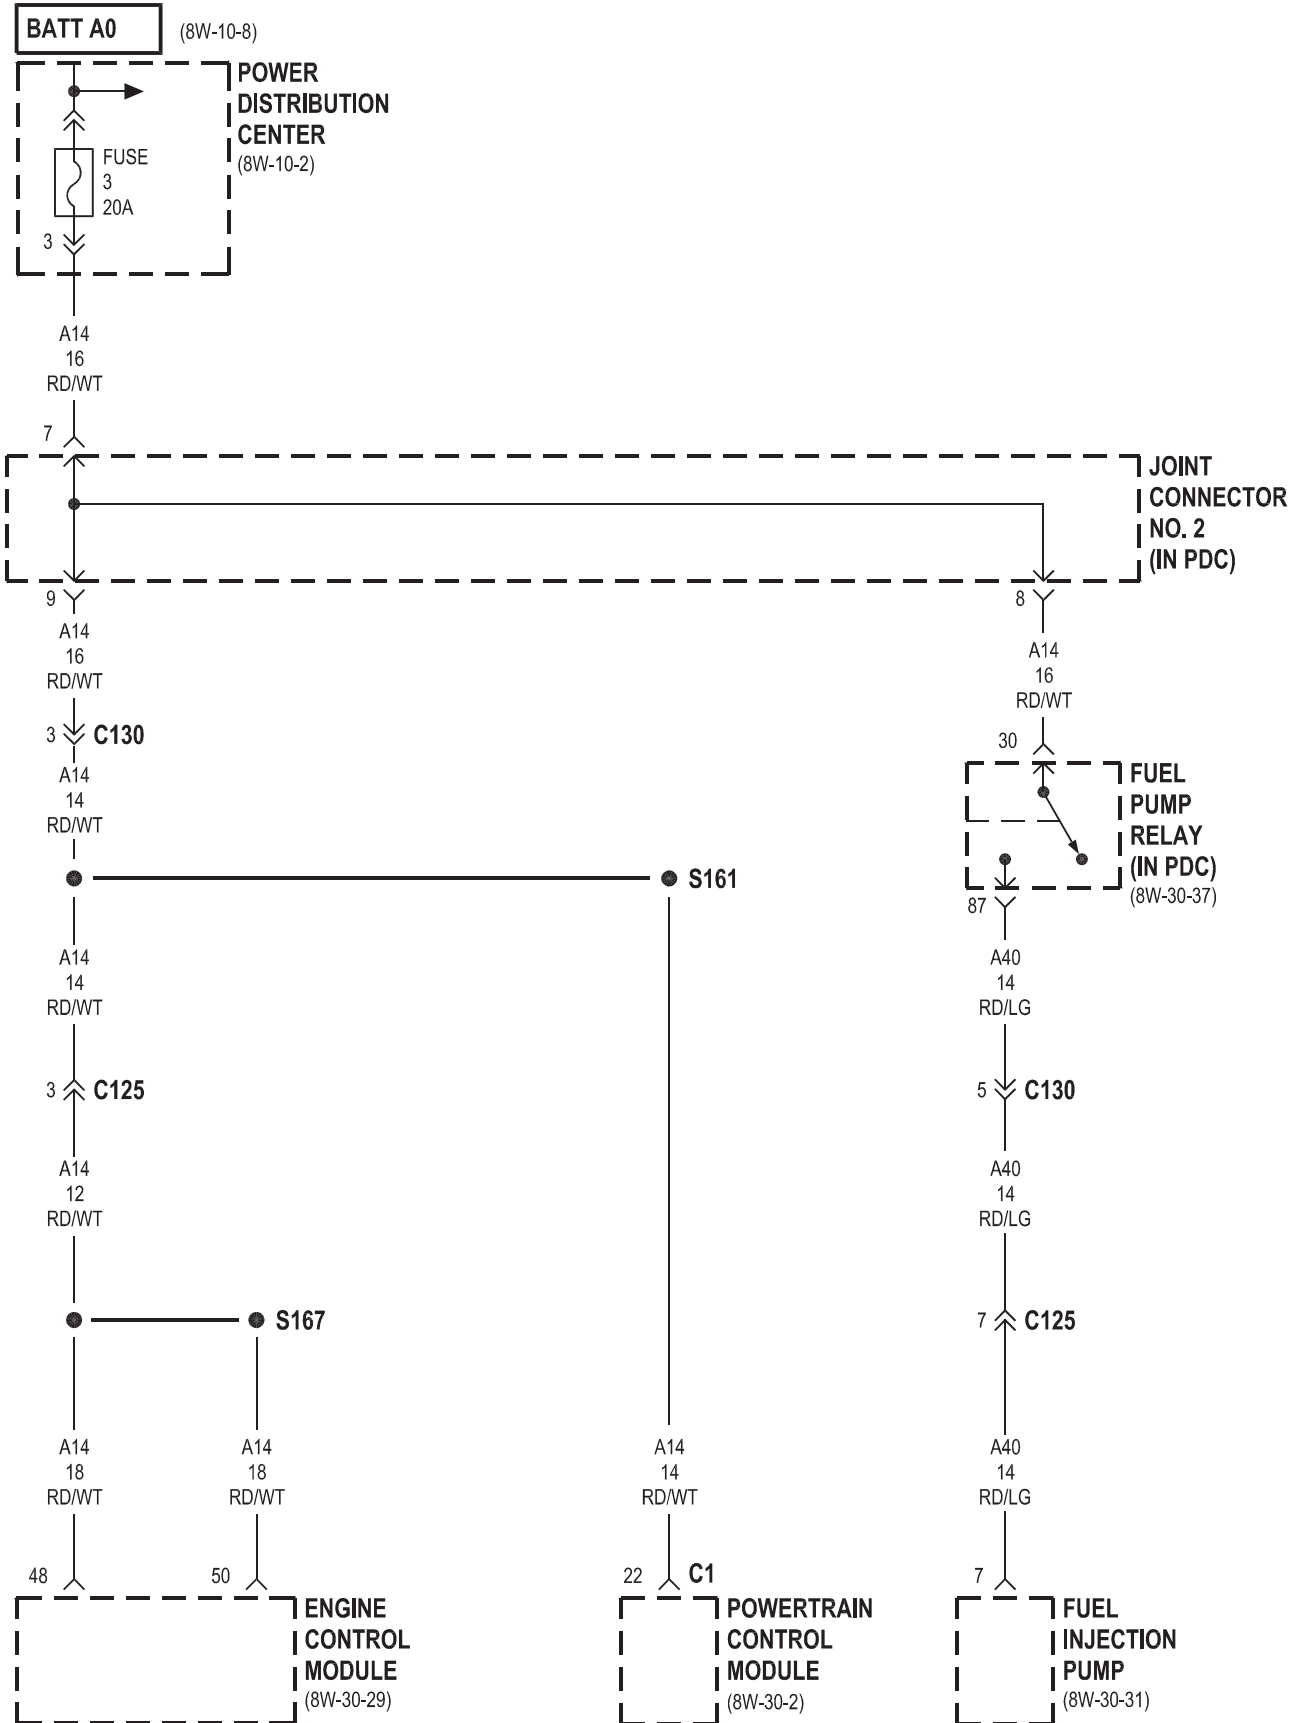 BATT A0
(8W-10-8)
POWER
DISTRIBUTION
CENTER
(8W-10-2)
FUSE
3
20A
3
A14
16
RD/WT
7
JOINT
CONNECTOR
NO. 2
(IN PDC)
9
A14
16
RD/WT
8
A14
16
RD/WT
3
C130
A14
14
RD/WT
30
FUEL
PUMP
RELAY
(IN PDC)
(8W-30-37)
S161
87
A14
14
RD/WT
A40
14
RD/LG
3
C125
5
C130
A14
12
RD/WT
A40
14
RD/LG
S167
7
C125
A14
18
RD/WT
A14
18
RD/WT
A14
14
RD/WT
A40
14
RD/LG
48
50
22
C1
7
ENGINE
CONTROL
MODULE
(8W-30-29)
POWERTRAIN
CONTROL
MODULE
(8W-30-2)
FUEL
INJECTION
PUMP
(8W-30-31)